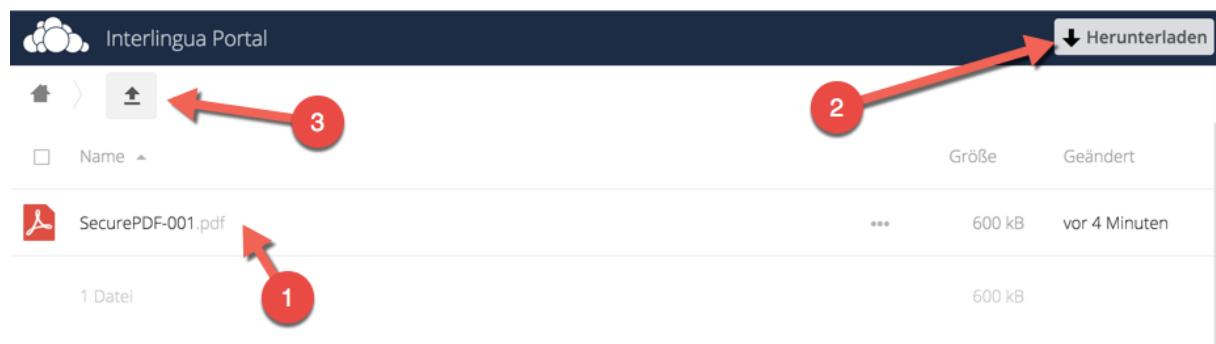 Interlingua Portal
Herunterladen
2
3
Name Größe Geändert
SecurePDF-001.pdf ••• 600 kB vor 4 Minuten
1
1 Datei 600 kB